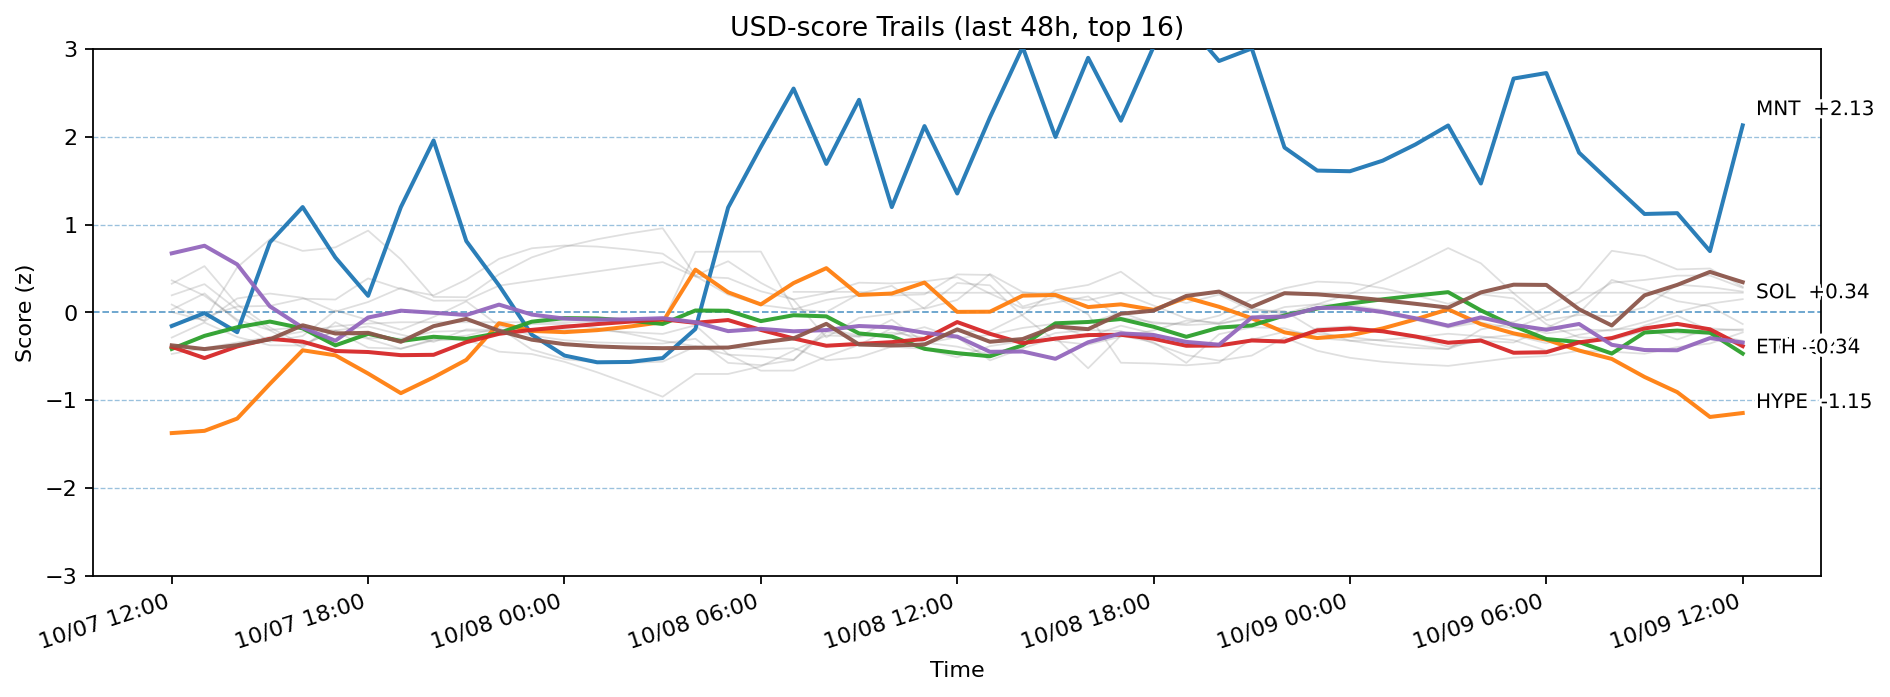 USD-score Trails (last 48h, top 16)
Score (z)
3
2
1
0
−1
−2
−3
MNT +2.13
SOL +0.34
ETH -0.34
HYPE -1.15
10/07 12:00
10/07 18:00
10/08 00:00
10/08 06:00
10/08 12:00
10/08 18:00
10/09 00:00
10/09 06:00
10/09 12:00
Time